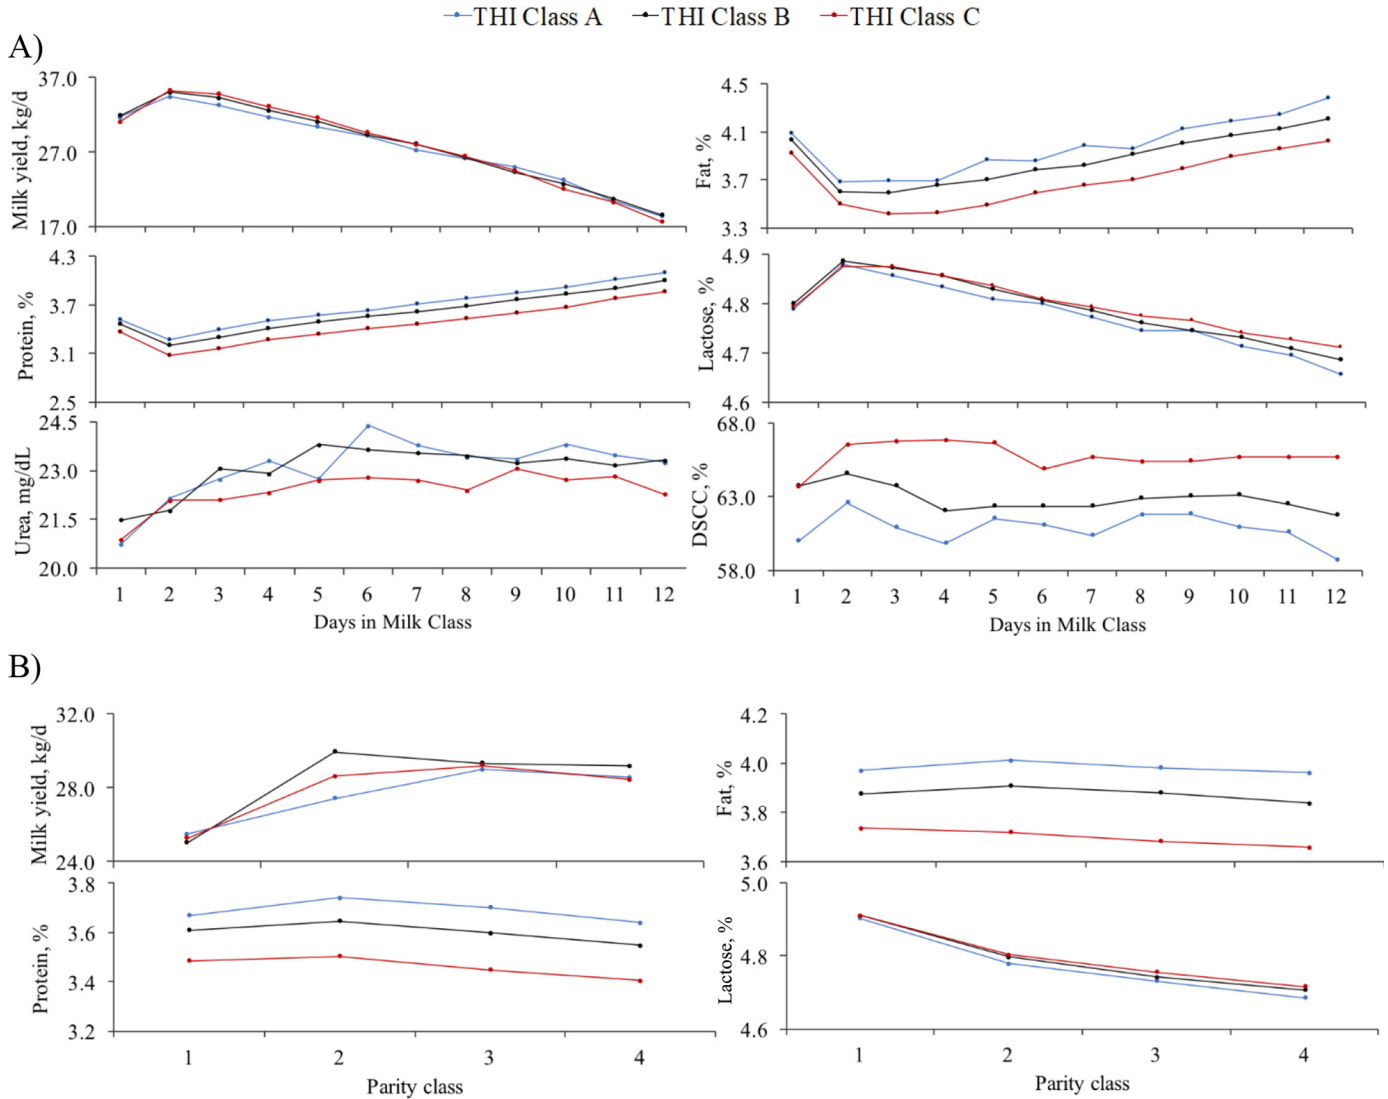 THI Class A THI Class B THI Class C
A)
Milk yield, kg/d
37.0
27.0
17.0
Fat, %
4.5
4.1
3.7
3.3
Protein, %
4.3
3.7
3.1
2.5
Lactose, %
4.9
4.8
4.7
4.6
Urea, mg/dL
24.5
23.0
21.5
20.0
1 2 3 4 5 6 7 8 9 10 11 12
Days in Milk Class
DSCC, %
68.0
63.0
58.0
1 2 3 4 5 6 7 8 9 10 11 12
Days in Milk Class
B)
Milk yield, kg/d
32.0
28.0
24.0
Fat, %
4.2
4.0
3.8
3.6
Protein, %
3.8
3.6
3.4
3.2
1 2 3 4
Parity class
Lactose, %
5.0
4.8
4.6
1 2 3 4
Parity class